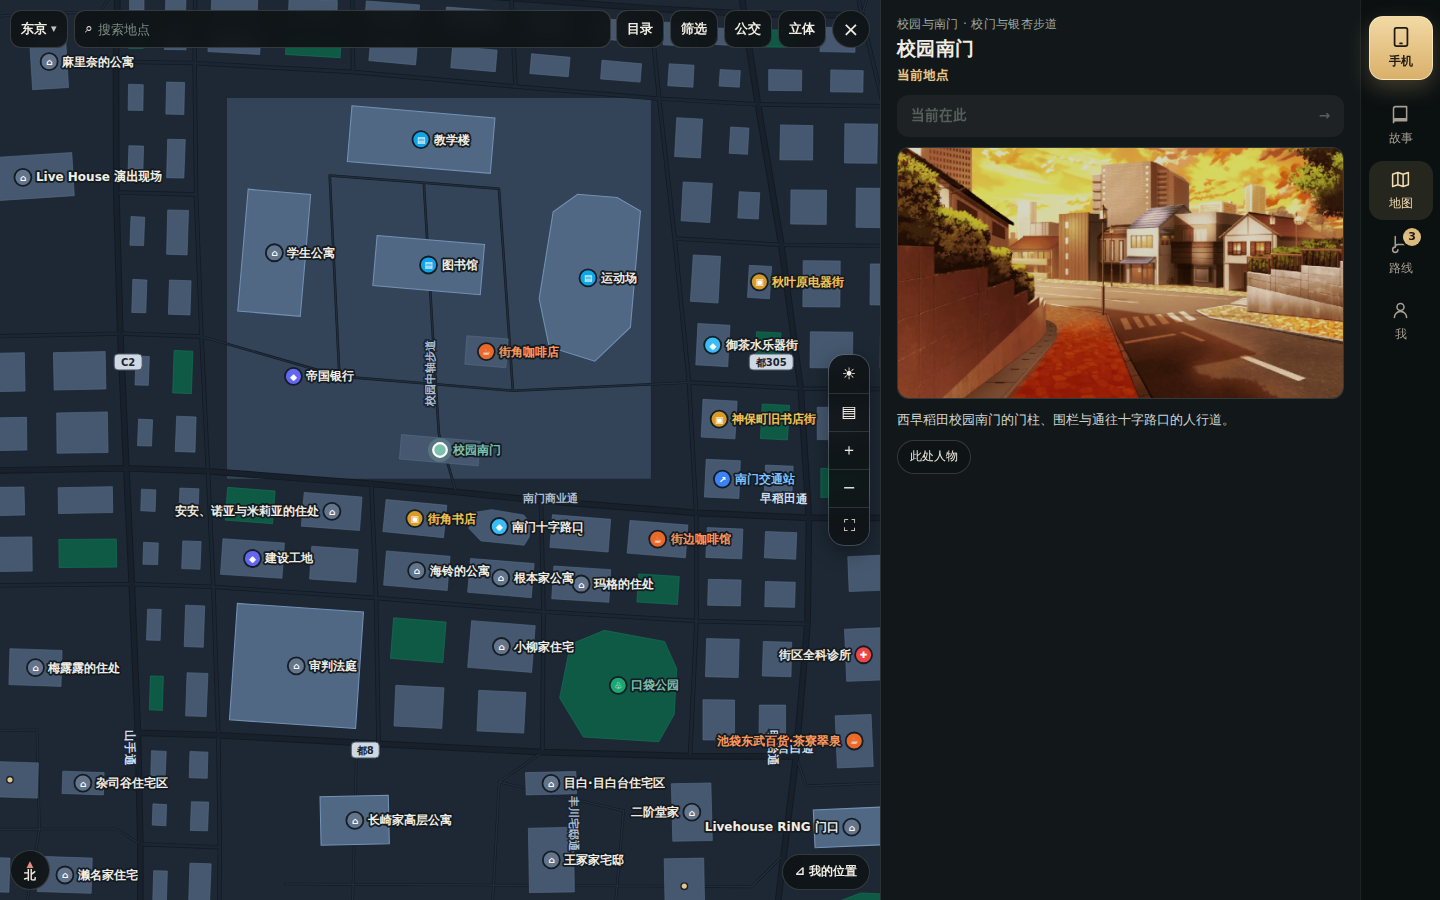 东京 ▾
搜索地点
目录
筛选
公交
立体
×
麻里奈的公寓
教学楼
Live House 演出现场
学生公寓
图书馆
运动场
秋叶原电器街
御茶水乐器街
都305
C2
街角咖啡店
校园中轴步道
帝国银行
神保町旧书店街
校园南门
南门交通站
早稻田通
南门商业通
安安、诺亚与米莉亚的住处
街角书店
南门十字路口
街边咖啡馆
建设工地
海铃的公寓
根本家公寓
玛格的住处
小柳家住宅
审判法庭
梅露露的住处
街区全科诊所
口袋公园
山手通
都8
池袋东武百货·茶寮翠泉
杂司谷住宅区
目白·目白台住宅区
丰川宅邸通
二阶堂家
长崎家高层公寓
Livehouse RiNG 门口
王冢家宅邸
濑名家住宅
北
我的位置
校园与南门 · 校门与银杏步道
校园南门
当前地点
当前在此 →
西早稻田校园南门的门柱、围栏与通往十字路口的人行道。
此处人物
手机
故事
地图
3
路线
我